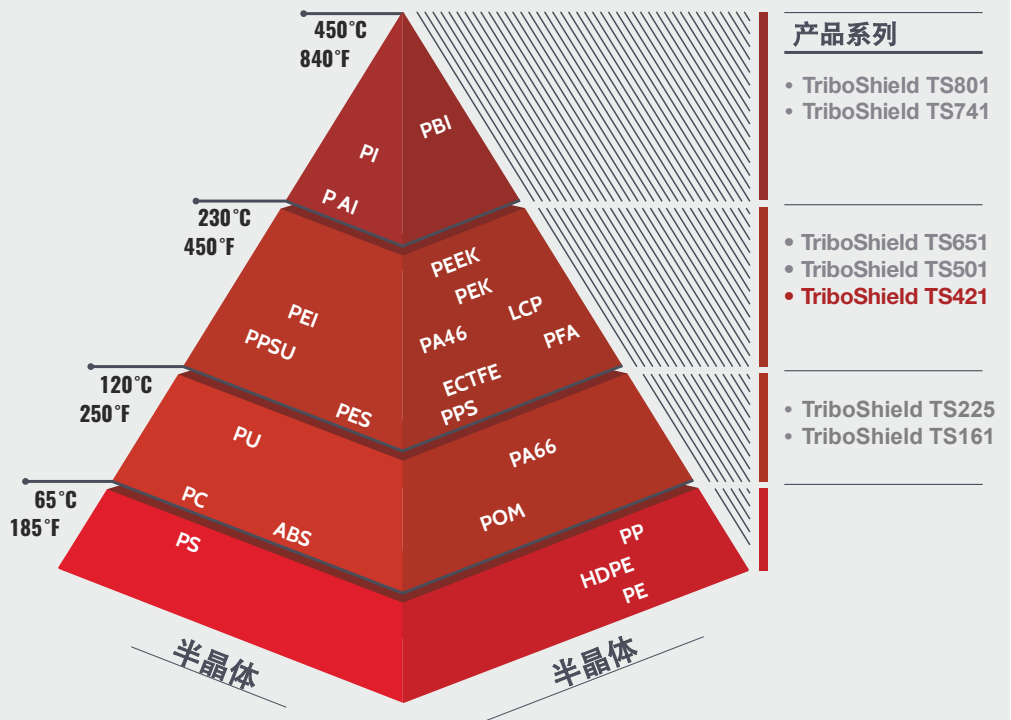 450°C
840°F
产品系列
• TriboShield TS801
• TriboShield TS741
PBI
PI
P AI
230°C
450°F
PEEK
PEK
LCP
PEI
PA46
PFA
PPSU
ECTFE
PES
PPS
• TriboShield TS651
• TriboShield TS501
• TriboShield TS421
120°C
250°F
PU
PA66
PC
POM
ABS
• TriboShield TS225
• TriboShield TS161
65°C
185°F
PS
PP
HDPE
PE
半晶体
半晶体